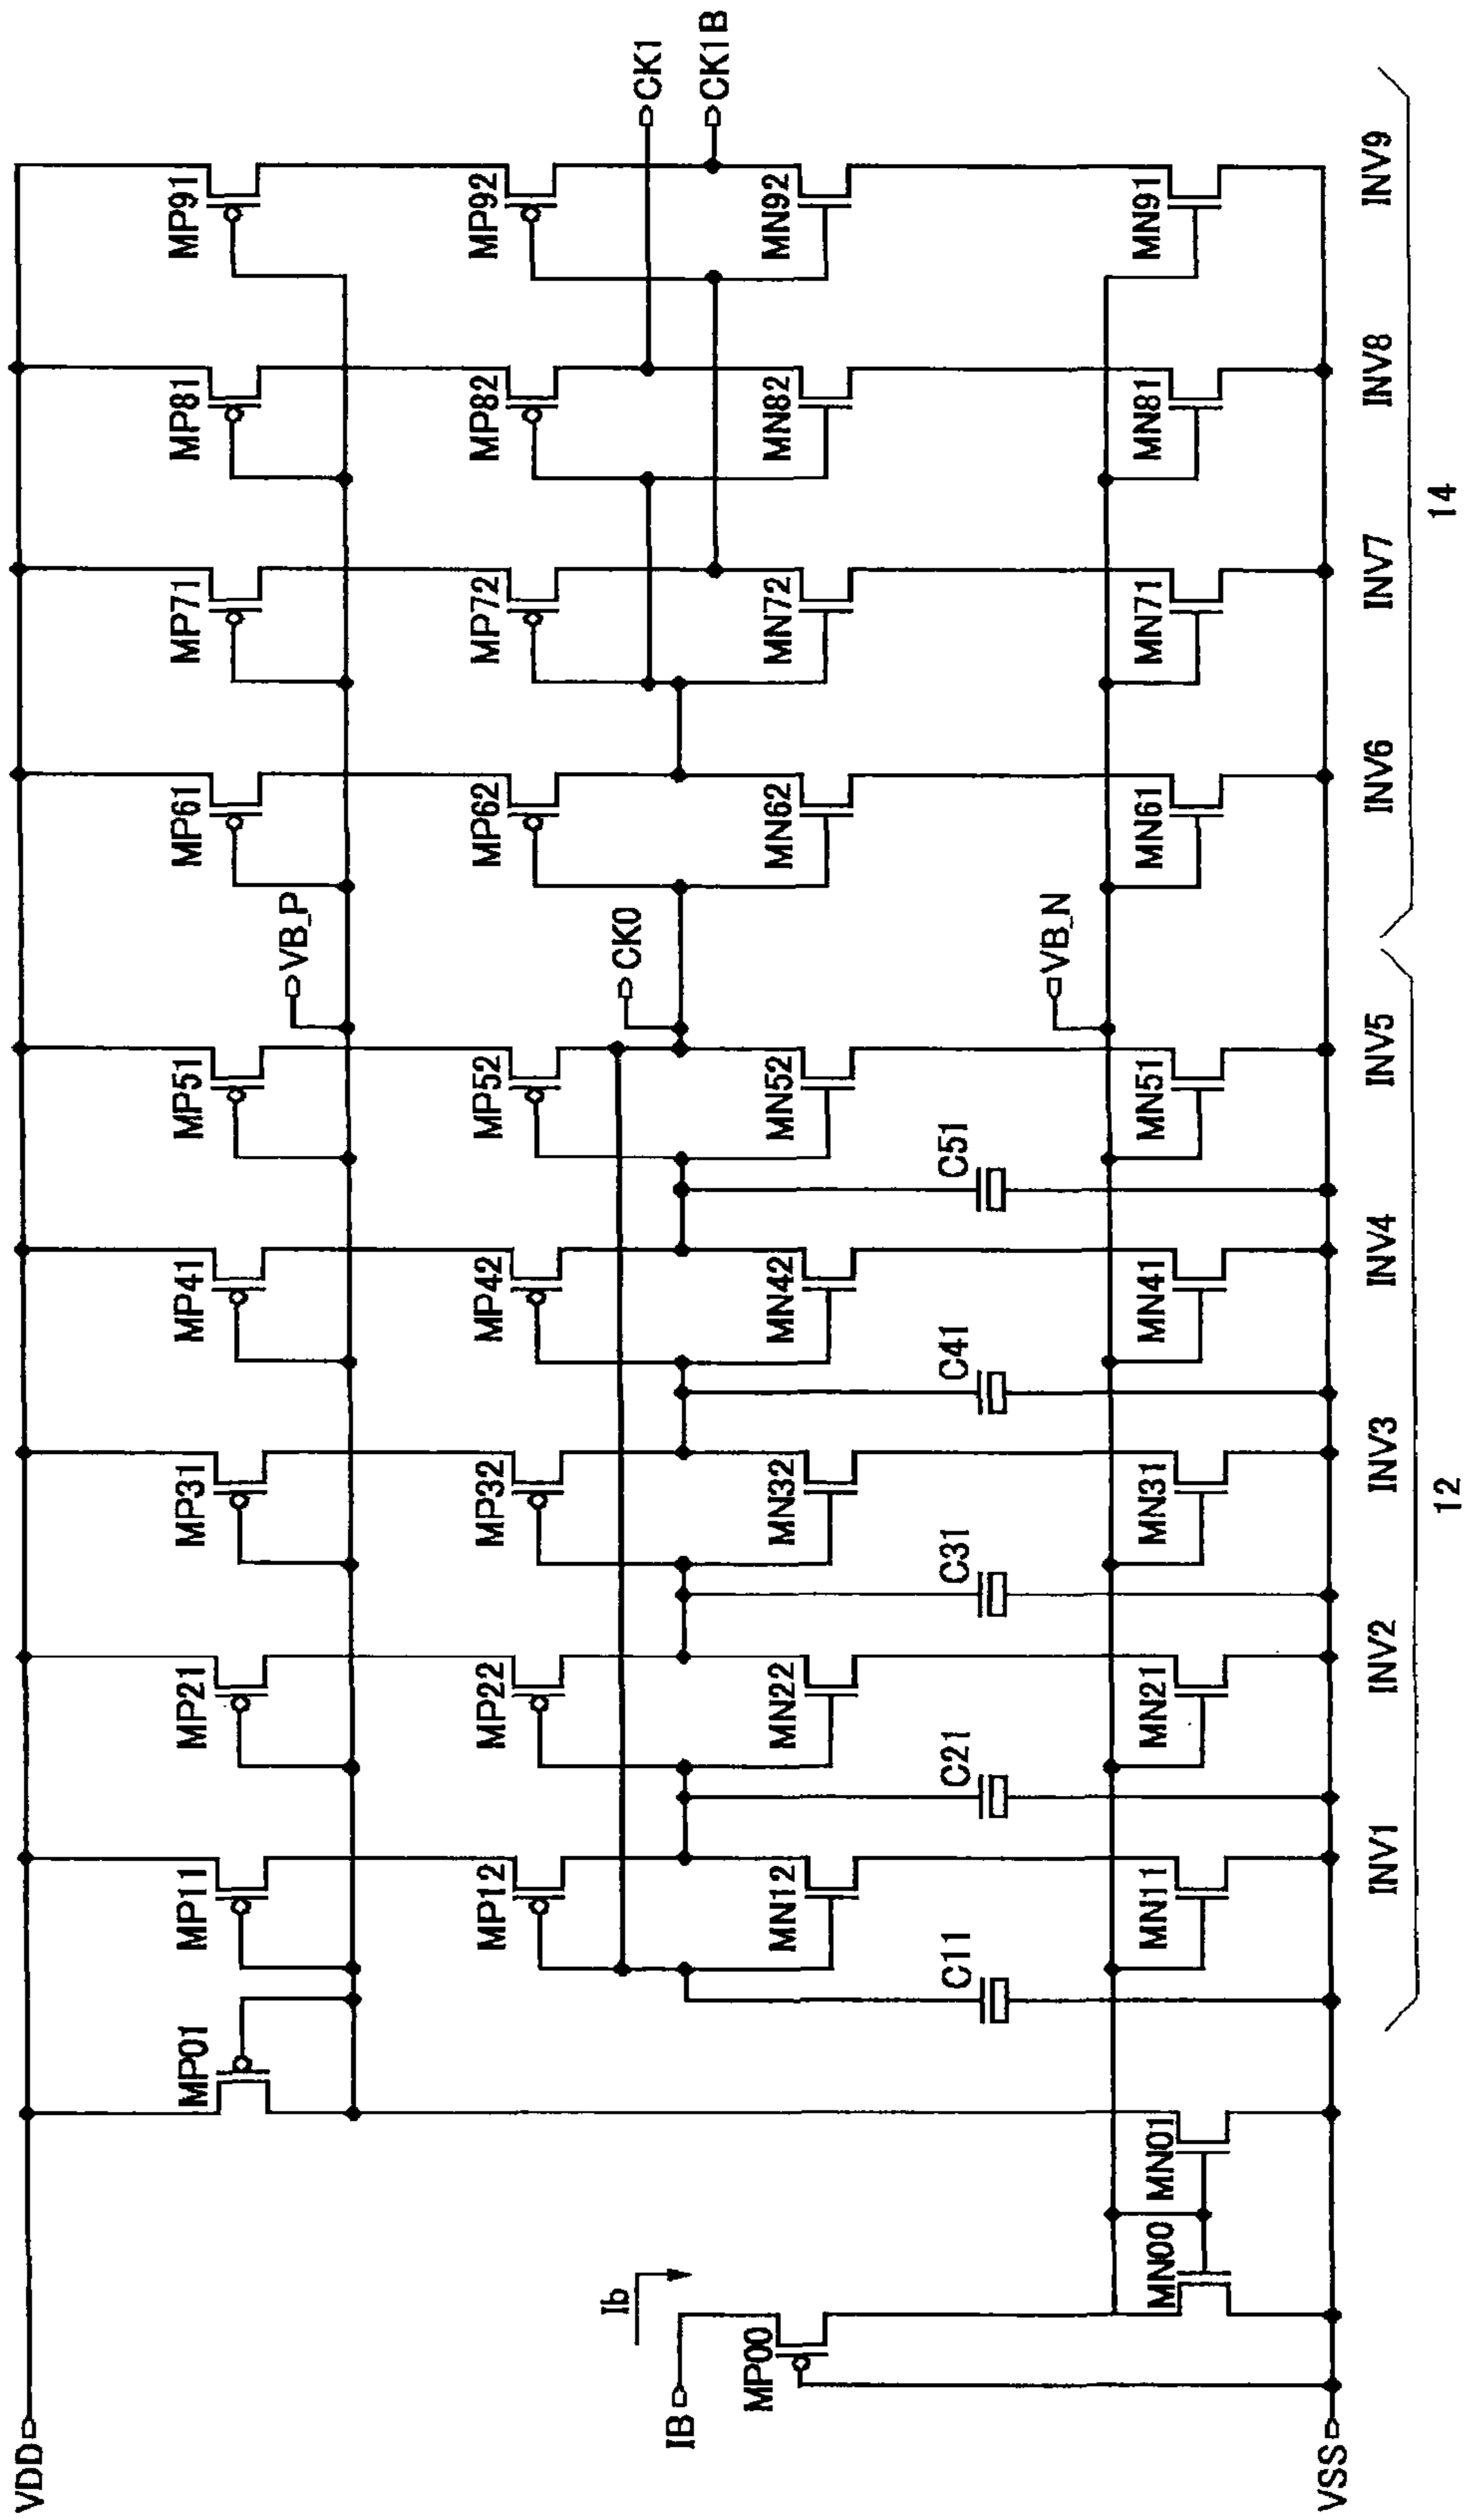 VDD
MP01
MP11
MP21
MP31
MP41
MP51
MP61
MP71
MP81
MP91
VB_P
MP12
MP22
MP32
MP42
MP52
MP62
MP72
MP82
MP92
Ib
IB
CK0
CK1
CK1B
MP00
MN12
MN22
MN32
MN42
MN52
MN62
MN72
MN82
MN92
C11
C21
C31
C41
C51
VB_N
MN00
MN01
MN11
MN21
MN31
MN41
MN51
MN61
MN71
MN81
MN91
VSS
INV1
INV2
INV3
INV4
INV5
INV6
INV7
INV8
INV9
12
14